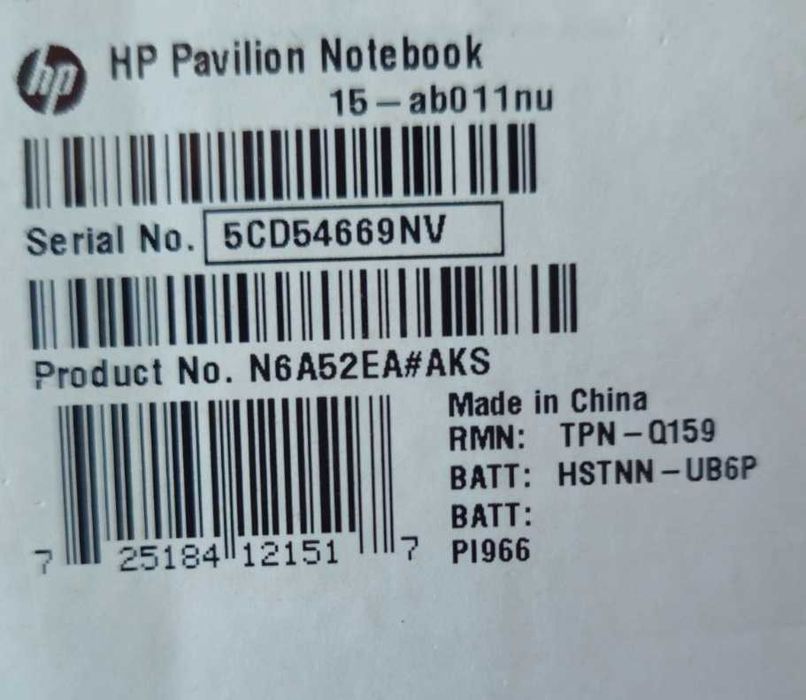 hp HP Pavilion Notebook
15-ab011nu
Serial No. 5CD54669NV
Product No. N6A52EA#AKS
Made in China
RMN: TPN-Q159
BATT: HSTNN-UB6P
BATT:
PI966
7 25184 12151 7